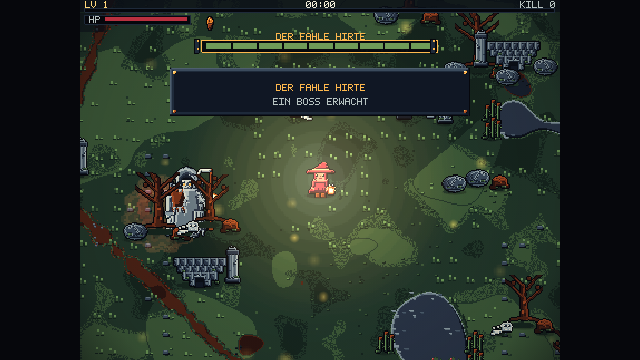 LV 1
00:00
KILL 0
HP
DER FAHLE HIRTE
DER FAHLE HIRTE
EIN BOSS ERWACHT